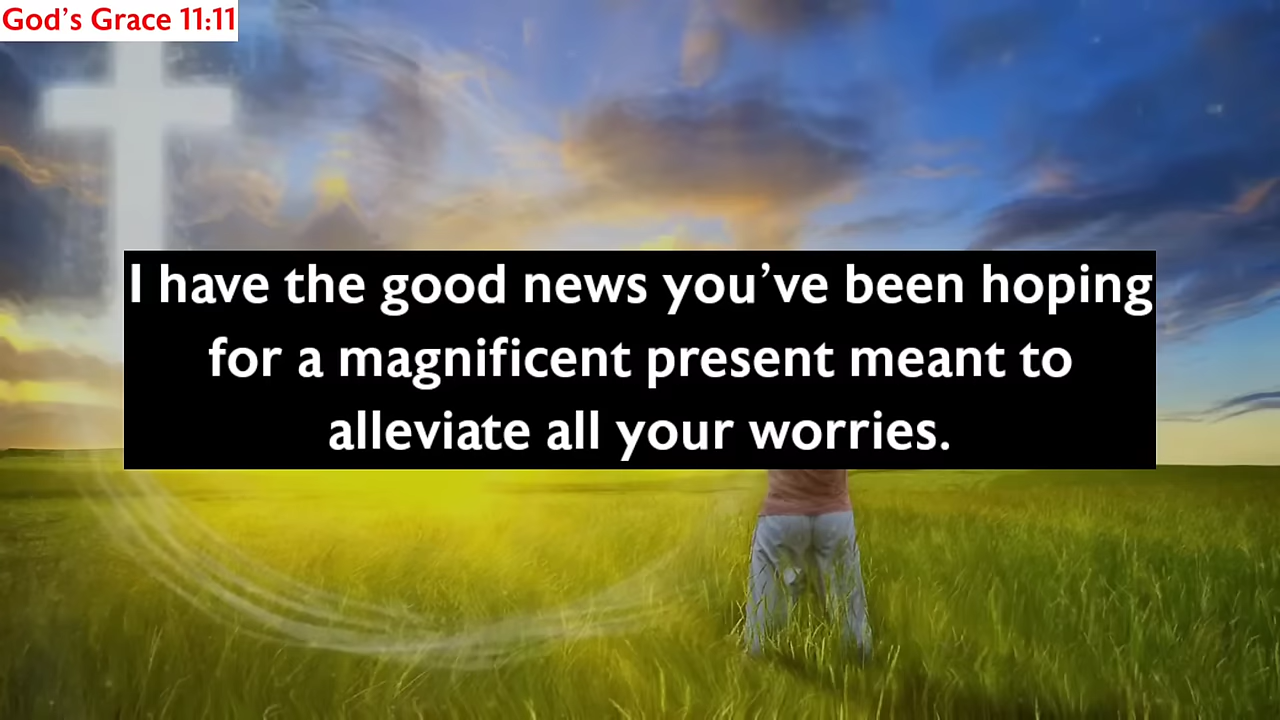 God’s Grace 11:11
I have the good news you’ve been hoping
for a magnificent present meant to
alleviate all your worries.